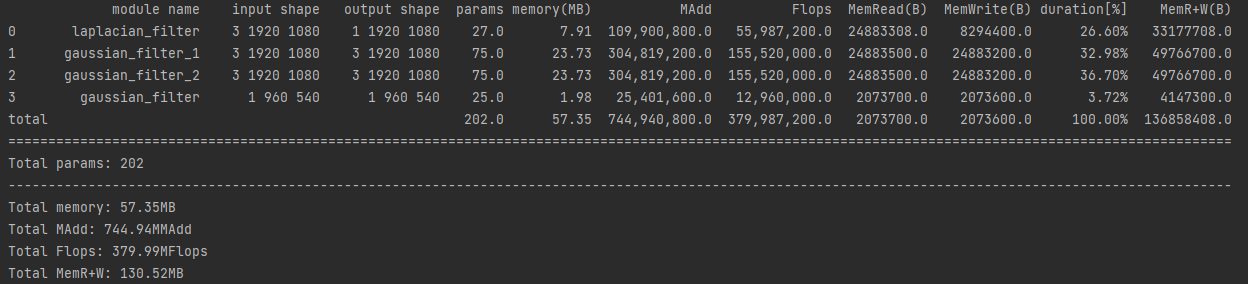 module name input shape output shape params memory(MB) MAdd Flops MemRead(B) MemWrite(B) duration[%] MemR+W(B)
0 laplacian_filter 3 1920 1080 1 1920 1080 27.0 7.91 109,900,800.0 55,987,200.0 24883308.0 8294400.0 26.60% 33177708.0
1 gaussian_filter_1 3 1920 1080 3 1920 1080 75.0 23.73 304,819,200.0 155,520,000.0 24883500.0 24883200.0 32.98% 49766700.0
2 gaussian_filter_2 3 1920 1080 3 1920 1080 75.0 23.73 304,819,200.0 155,520,000.0 24883500.0 24883200.0 36.70% 49766700.0
3 gaussian_filter 1 960 540 1 960 540 25.0 1.98 25,401,600.0 12,960,000.0 2073700.0 2073600.0 3.72% 4147300.0
total 202.0 57.35 744,940,800.0 379,987,200.0 2073700.0 2073600.0 100.00% 136858408.0
=========================================================================================================================================================
Total params: 202
---------------------------------------------------------------------------------------------------------------------------------------------------------
Total memory: 57.35MB
Total MAdd: 744.94MMAdd
Total Flops: 379.99MFlops
Total MemR+W: 130.52MB